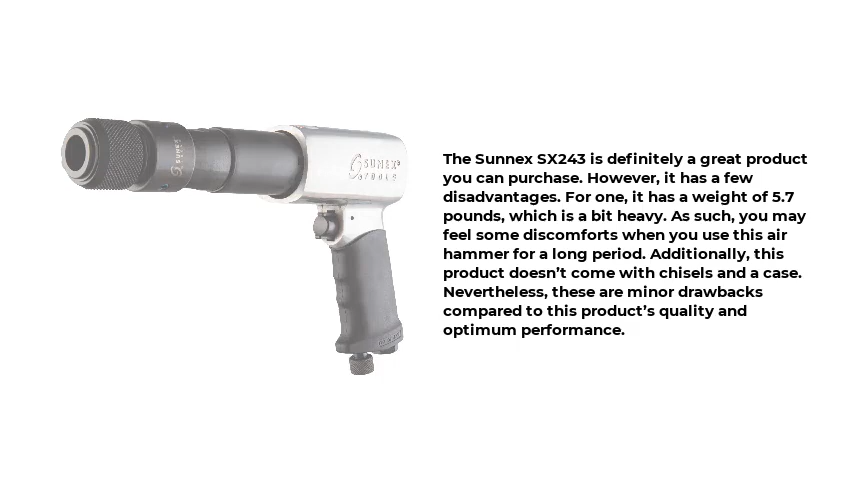 SUNEX®
TOOLS
The Sunnex SX243 is definitely a great product
you can purchase. However, it has a few
disadvantages. For one, it has a weight of 5.7
pounds, which is a bit heavy. As such, you may
feel some discomforts when you use this air
hammer for a long period. Additionally, this
product doesn’t come with chisels and a case.
Nevertheless, these are minor drawbacks
compared to this product’s quality and
optimum performance.